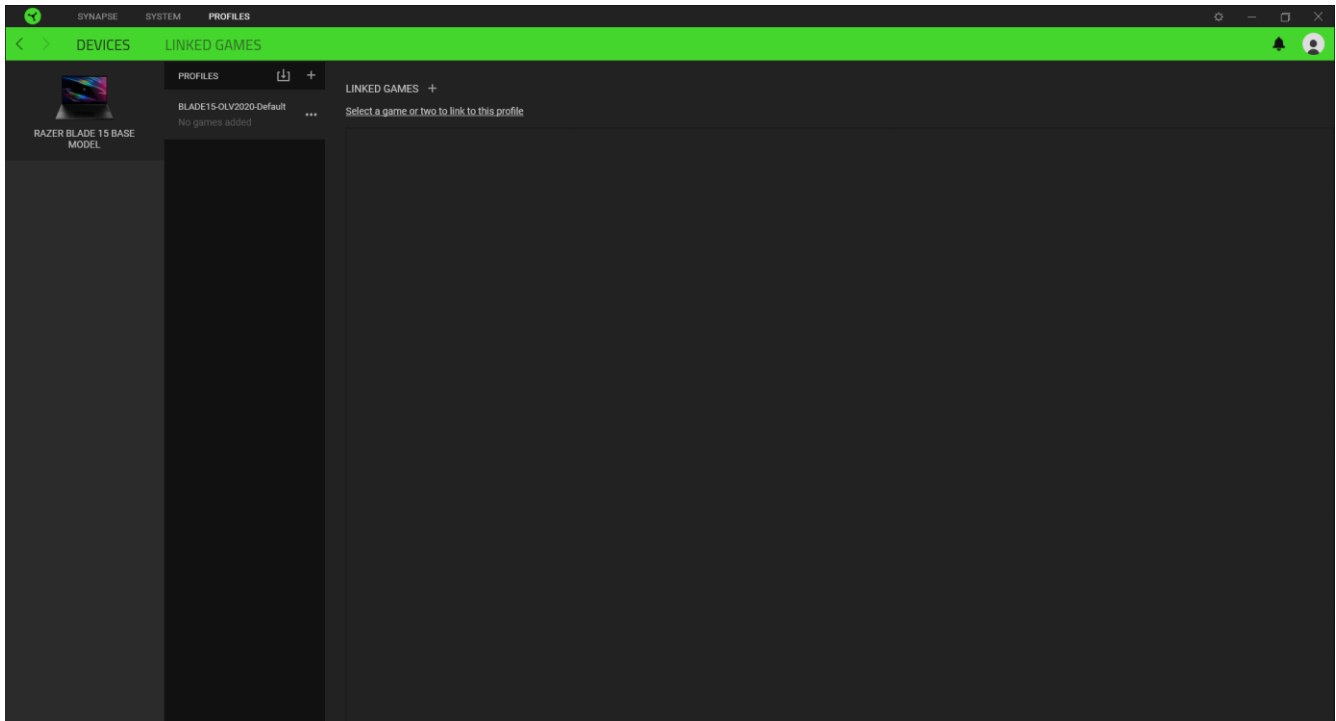 SYNAPSE SYSTEM PROFILES
DEVICES LINKED GAMES
RAZER BLADE 15 BASE
MODEL
PROFILES
BLADE15-OLV2020-Default
No games added
LINKED GAMES
Select a game or two to link to this profile